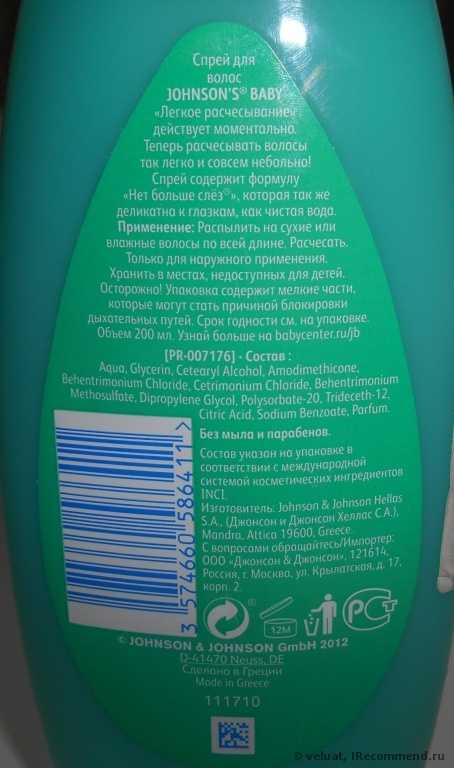 Спрей для
волос
JOHNSON'S® BABY
«Легкое расчесывание»
действует моментально.
Теперь расчесывать волосы
так легко и совсем небольно!
Спрей содержит формулу
«Нет больше слёз®», которая так же
деликатна к глазкам, как чистая вода.
Применение: Распылить на сухие или
влажные волосы по всей длине. Расчесать.
Только для наружного применения.
Хранить в местах, недоступных для детей.
Осторожно! Упаковка содержит мелкие части,
которые могут стать причиной блокировки
дыхательных путей. Срок годности см. на упаковке.
Объем 200 мл. Узнай больше на babycenter.ru/jb
[PR-007176] - Состав :
Aqua, Glycerin, Cetearyl Alcohol, Amodimethicone,
Behentrimonium Chloride, Cetrimonium Chloride, Behentrimonium
Methosulfate, Dipropylene Glycol, Polysorbate-20, Trideceth-12,
Citric Acid, Sodium Benzoate, Parfum.
Без мыла и парабенов.
Состав указан на упаковке в
соответствии с международной
системой косметических ингредиентов
INCI.
Изготовитель: Johnson & Johnson Hellas
S.A., (Джонсон и Джонсон Хеллас С.А.),
Mandra, Attica 19600, Greece.
С вопросами обращайтесь/Импортер:
ООО «Джонсон & Джонсон», 121614,
Россия, г. Москва, ул. Крылатская, д. 17,
корп. 2.
3 574660 586411 >
12M
РСТ
© JOHNSON & JOHNSON GmbH 2012
D-41470 Neuss, DE
Сделано в Греции
Made in Greece
111710
© veluat, IRecommend.ru